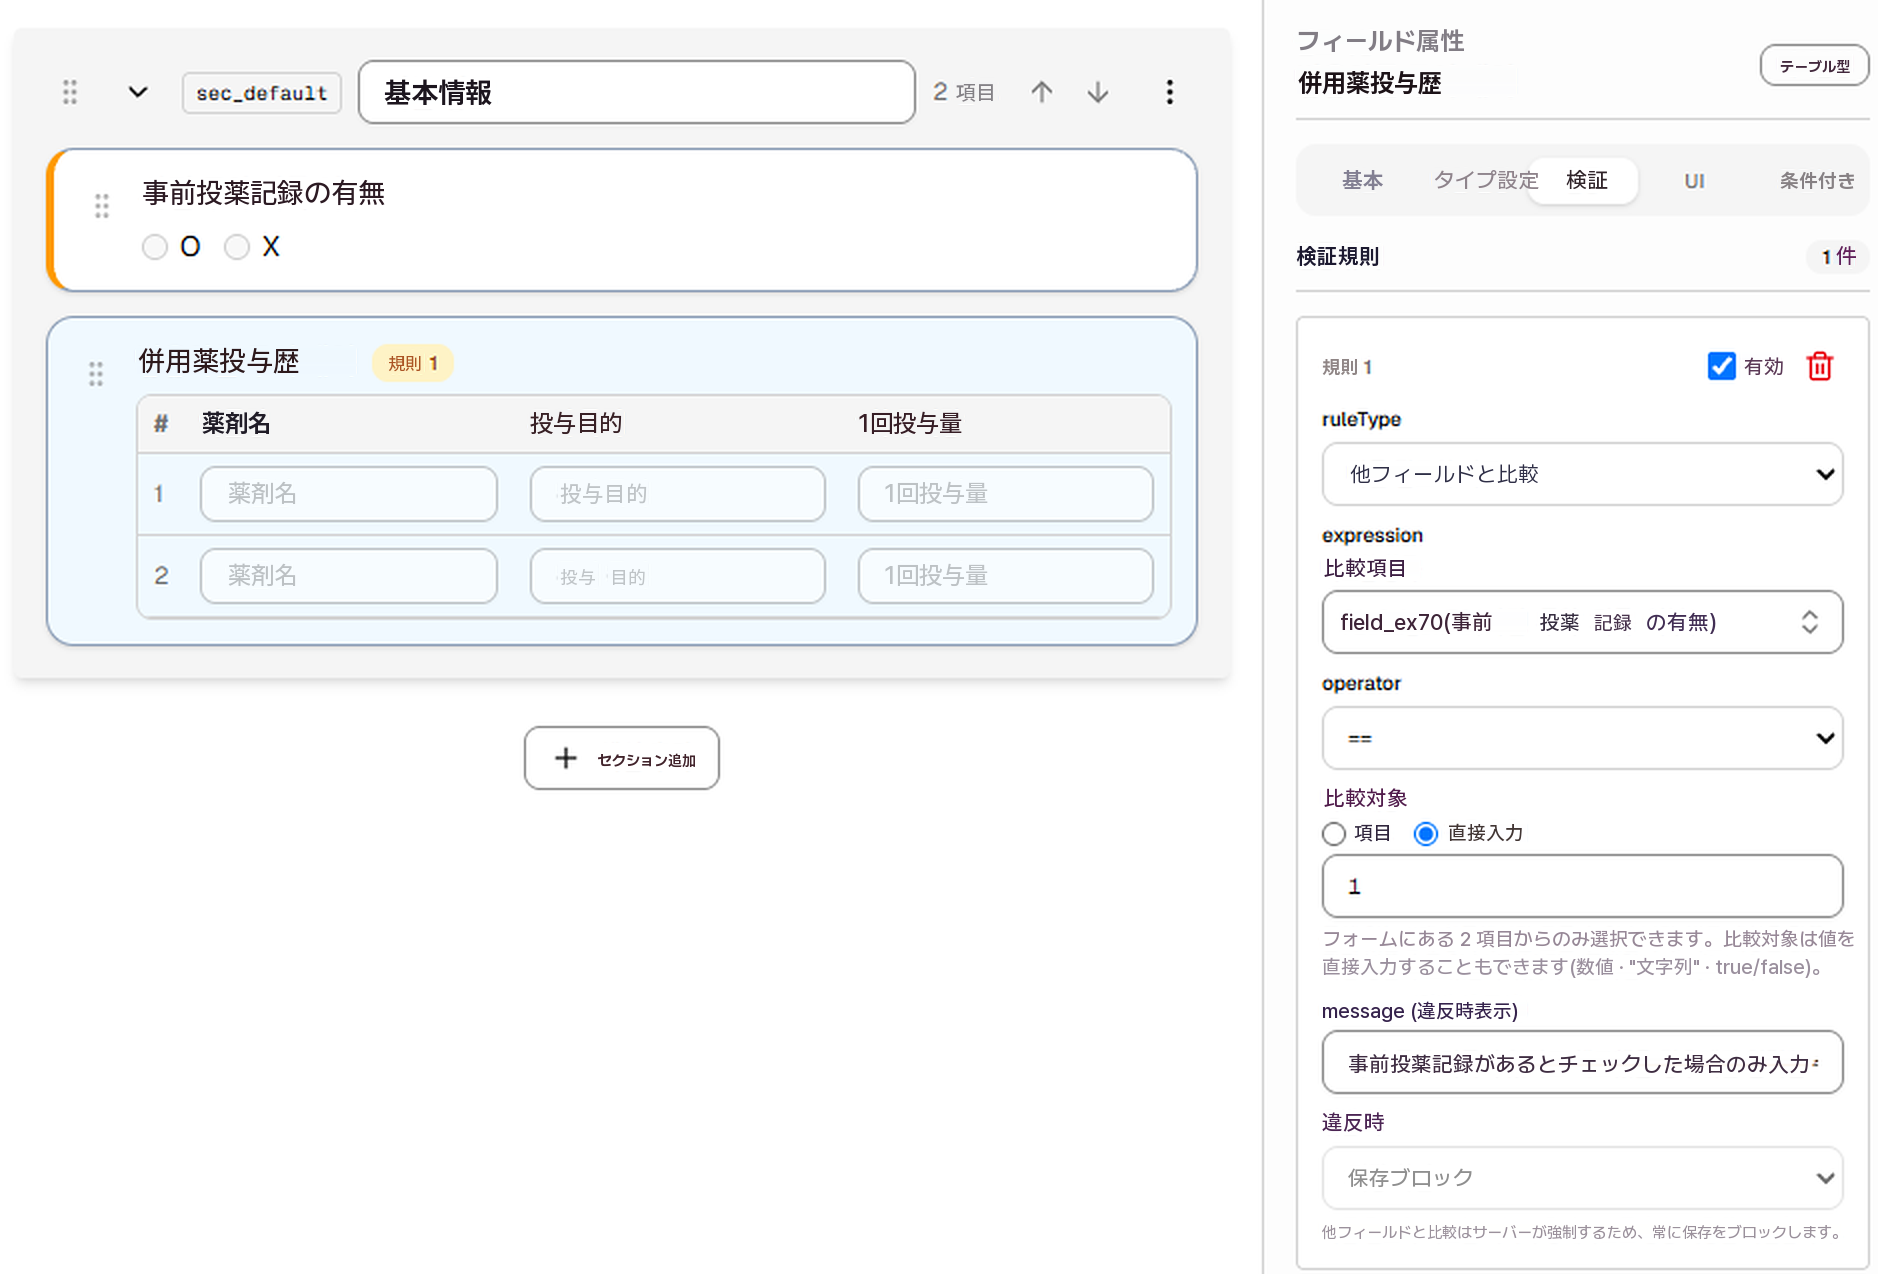 sec_default 基本情報 2 項目
事前投薬記録の有無
O X
併用薬投与歴 規則 1
# 薬剤名 投与目的 1回投与量
1 薬剤名 投与目的 1回投与量
2 薬剤名 投与 目的 1回投与量
セクション追加
フィールド属性
併用薬投与歴
テーブル型
基本 タイプ設定 検証 UI 条件付き
検証規則 1 件
規則 1 有効
ruleType
他フィールドと比較
expression
比較項目
field_ex70(事前 投薬 記録 の有無)
operator
==
比較対象
項目 直接入力
1
フォームにある 2 項目からのみ選択できます。比較対象は値を
直接入力することもできます(数値 · "文字列" · true/false)。
message (違反時表示)
事前投薬記録があるとチェックした場合のみ入力
違反時
保存ブロック
他フィールドと比較はサーバーが強制するため、常に保存をブロックします。